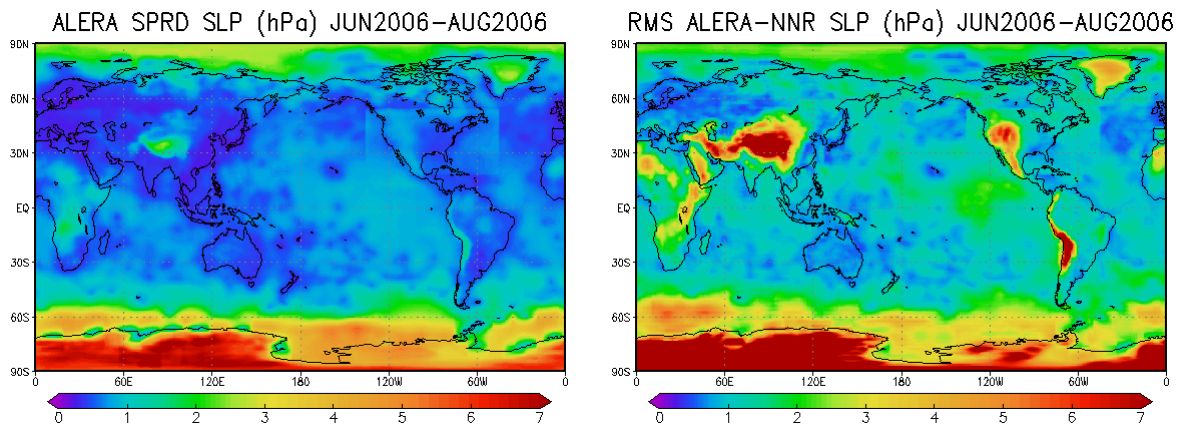 ALERA SPRD SLP (hPa) JUN2006-AUG2006
90N
60N
30N
EQ
30S
60S
90S
0 60E 120E 180 120W 60W 0
0 1 2 3 4 5 6 7
RMS ALERA-NNR SLP (hPa) JUN2006-AUG2006
90N
60N
30N
EQ
30S
60S
90S
0 60E 120E 180 120W 60W 0
0 1 2 3 4 5 6 7